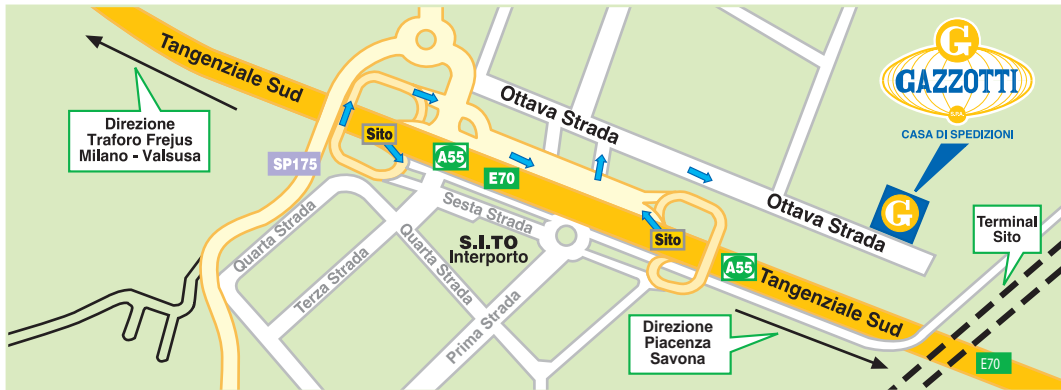 Tangenziale Sud
Direzione
Traforo Frejus
Milano - Valsusa
SP175
Sito
A55
E70
Ottava Strada
G
GAZZOTTI
S.P.A.
CASA DI SPEDIZIONI
G
Ottava Strada
Terminal
Sito
Quarta Strada
Terza Strada
Quarta Strada
Sesta Strada
S.I.TO
Interporto
Prima Strada
Sito
A55
Tangenziale Sud
Direzione
Piacenza
Savona
E70